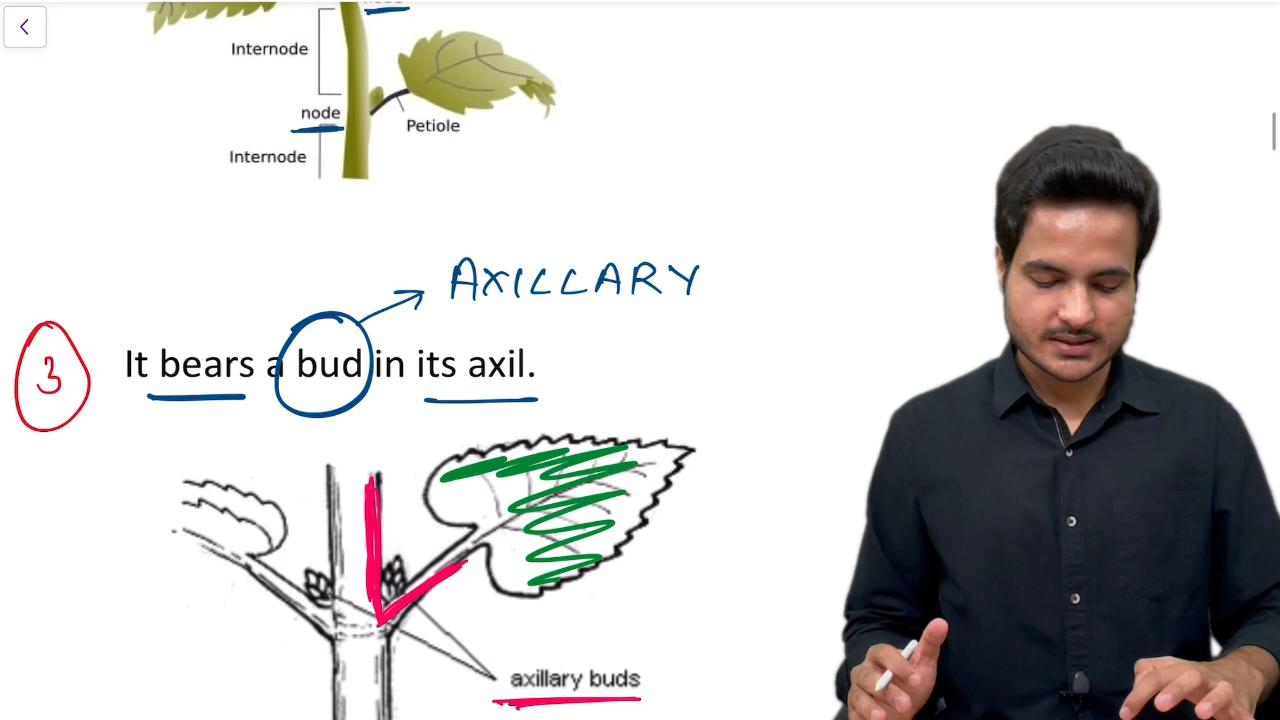 Internode
node
Petiole
Internode
AXILLARY
3
It bears a bud in its axil.
axillary buds